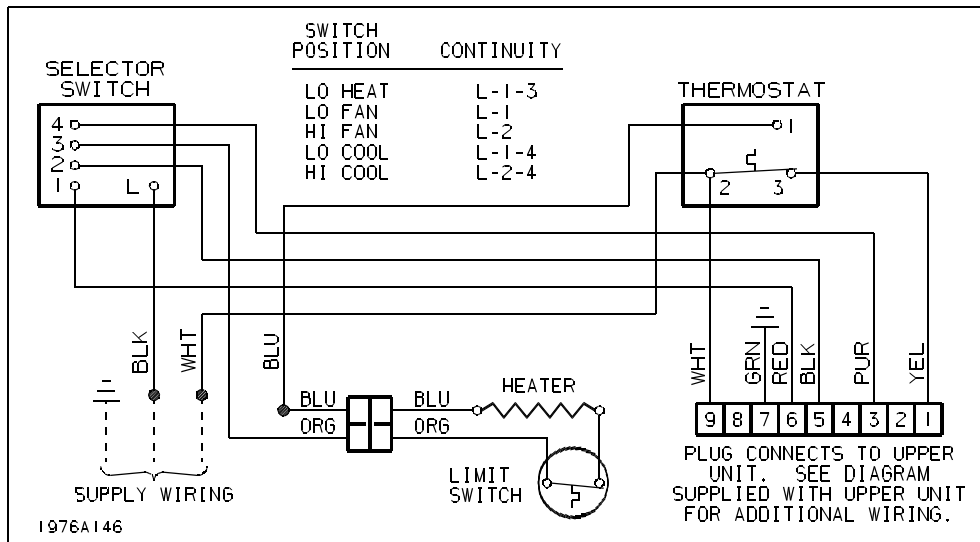 SWITCH
POSITION CONTINUITY
LO HEAT L-1-3
LO FAN L-1
HI FAN L-2
LO COOL L-1-4
HI COOL L-2-4
SELECTOR
SWITCH
4
3
2
1 L
THERMOSTAT
1
2 3
BLK
WHT
BLU
WHT
GRN
RED
BLK
PUR
YEL
BLU BLU
ORG ORG
HEATER
LIMIT
SWITCH
9 8 7 6 5 4 3 2 1
PLUG CONNECTS TO UPPER
UNIT. SEE DIAGRAM
SUPPLIED WITH UPPER UNIT
FOR ADDITIONAL WIRING.
SUPPLY WIRING
1976A146